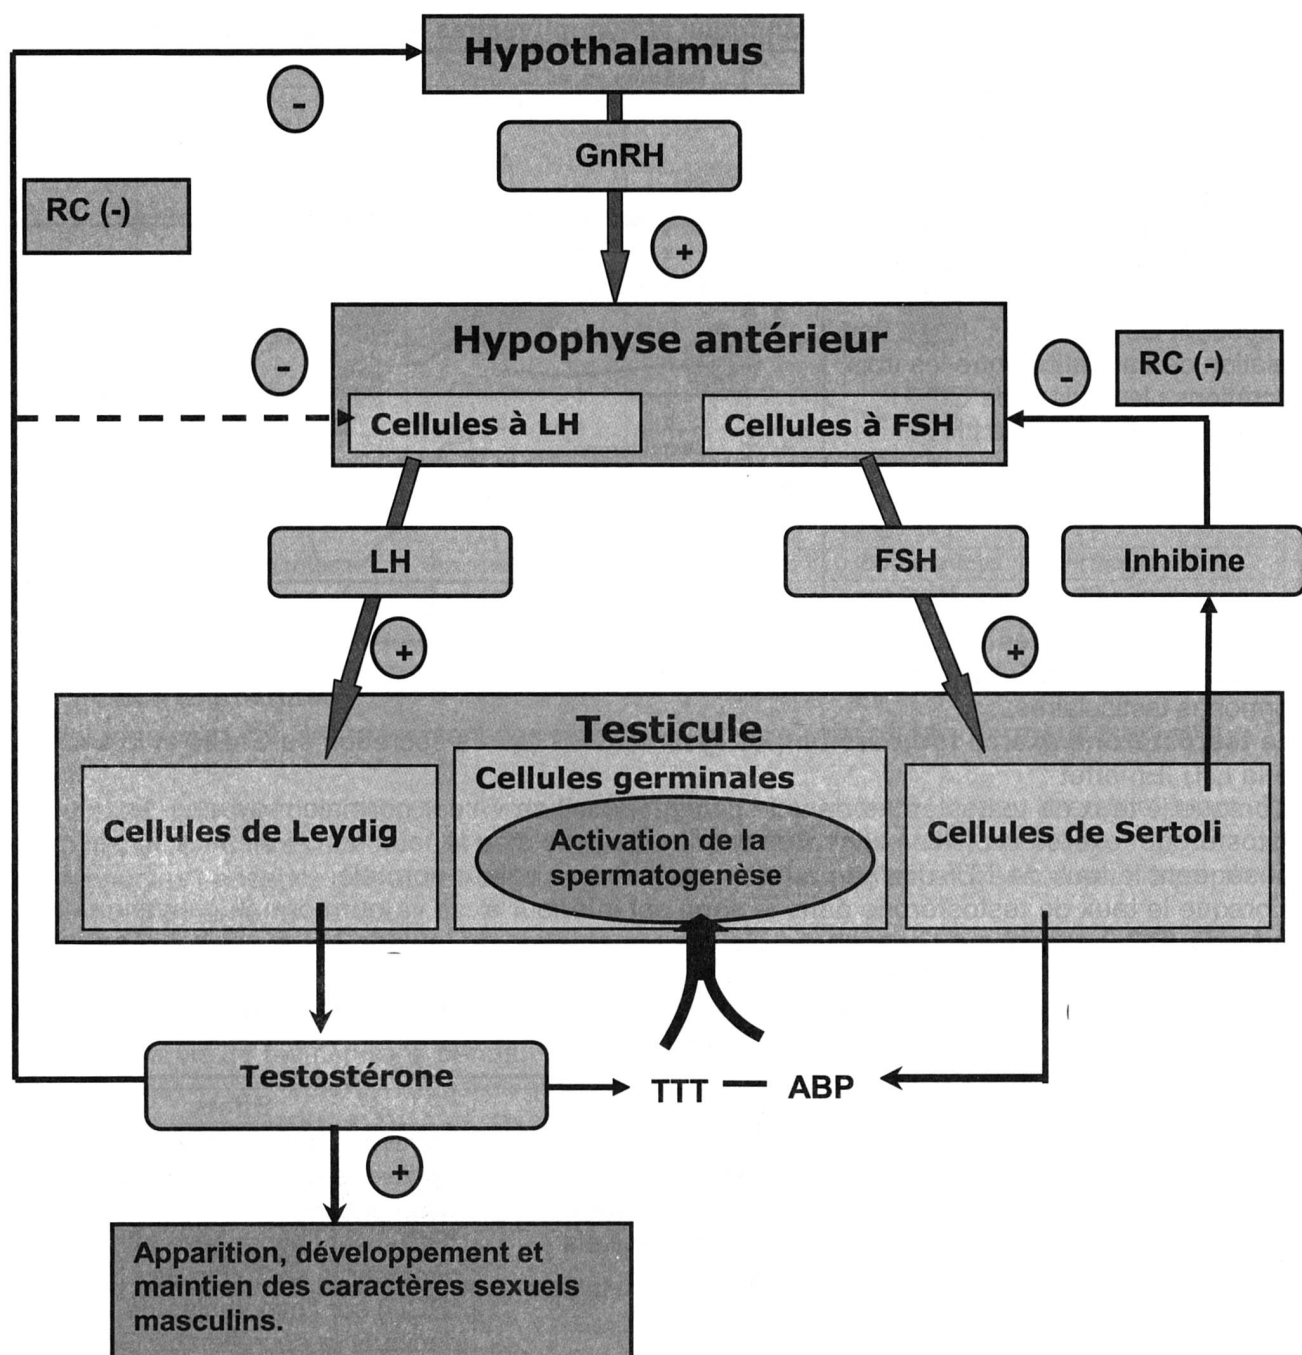 Hypothalamus
-
GnRH
RC (-)
+
Hypophyse antérieur
-
-
RC (-)
Cellules à LH
Cellules à FSH
LH
FSH
Inhibine
+
+
Testicule
Cellules germinales
Cellules de Leydig
Activation de la
spermatogenèse
Cellules de Sertoli
Testostérone
TTT — ABP
+
Apparition, développement et
maintien des caractères sexuels
masculins.